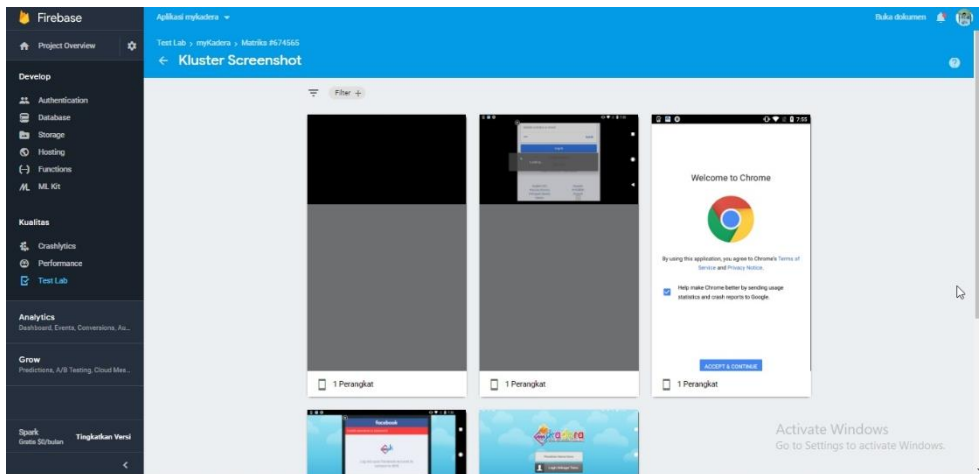 Firebase
Aplikasi mykadera
Buka dokumen
Project Overview
Test Lab > myKadera > Matriks #674565
← Kluster Screenshot
Develop
Authentication
Database
Storage
Hosting
Functions
ML Kit
Kualitas
Crashlytics
Performance
Test Lab
Analytics
Dashboard, Events, Conversions, Au...
Grow
Predictions, A/B Testing, Cloud Mes...
Spark
Gratis $0/bulan
Tingkatkan Versi
Filter +
1 Perangkat
1 Perangkat
7:55
Welcome to Chrome
By using this application, you agree to Chrome's Terms of
Service and Privacy Notice.
Help make Chrome better by sending usage
statistics and crash reports to Google.
ACCEPT & CONTINUE
1 Perangkat
facebook
Activate Windows
Go to Settings to activate Windows.